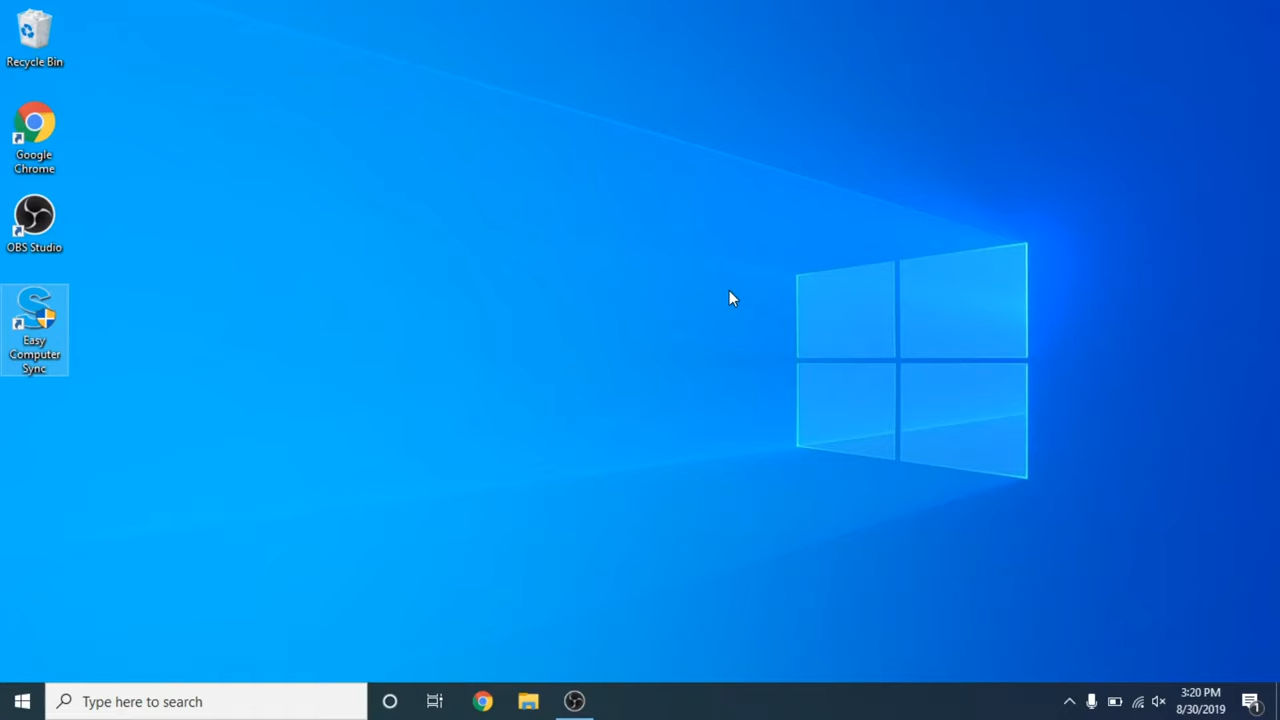 Recycle Bin
Google
Chrome
OBS Studio
Easy
Computer
Sync
Type here to search
3:20 PM
8/30/2019
1